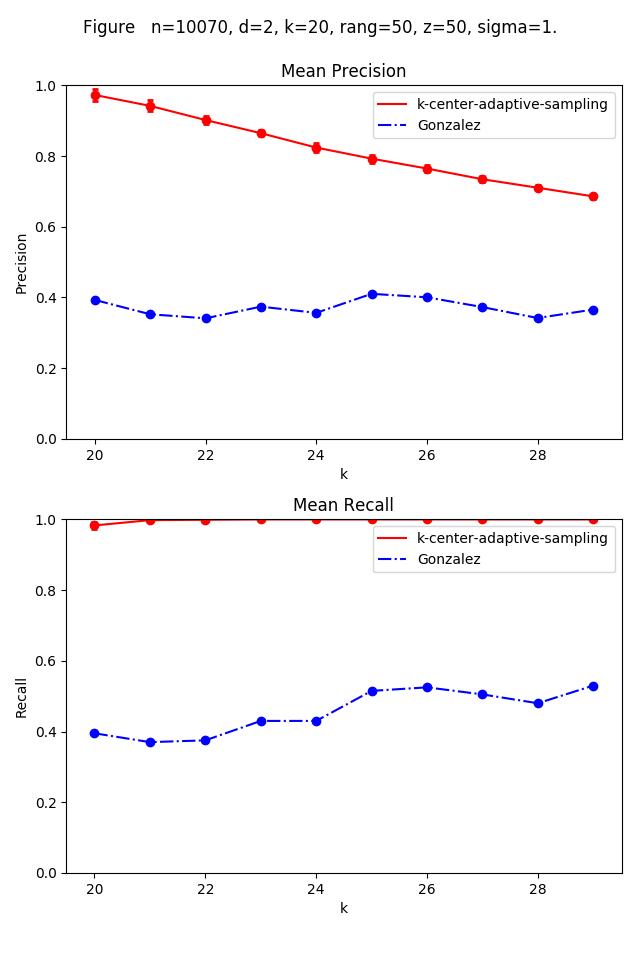 Figure   n=10070, d=2, k=20, rang=50, z=50, sigma=1.
Mean Precision
k-center-adaptive-sampling
Gonzalez
Precision
1.0
0.8
0.6
0.4
0.2
0.0
20
22
24
26
28
k
Mean Recall
k-center-adaptive-sampling
Gonzalez
Recall
1.0
0.8
0.6
0.4
0.2
0.0
20
22
24
26
28
k